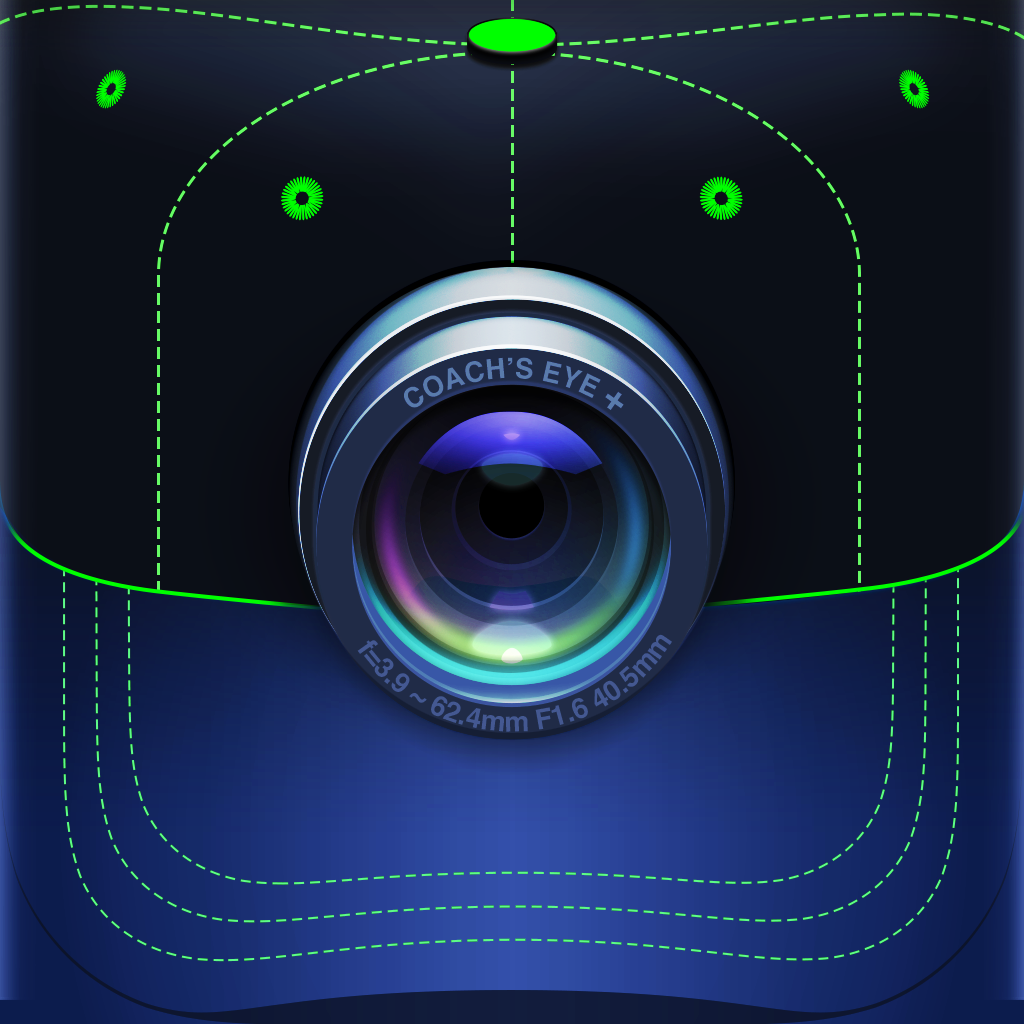 COACH’S EYE +
f=3.9 ~ 62.4mm F1.6 40.5mm